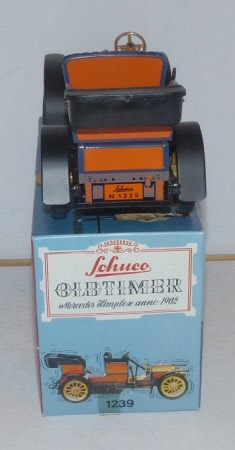 Schuco
N 1229
Schuco
OLDTIMER
Mercedes Simplex anno 1902
1239